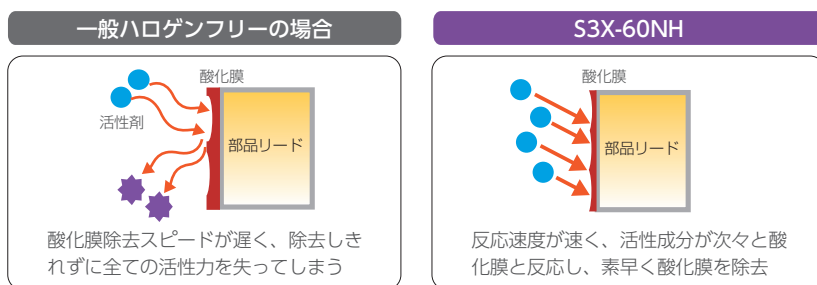 一般ハロゲンフリーの場合
酸化膜
活性剤
部品リード
酸化膜除去スピードが遅く、除去しき
れずに全ての活性力を失ってしまう
S3X-60NH
酸化膜
部品リード
反応速度が速く、活性成分が次々と酸
化膜と反応し、素早く酸化膜を除去